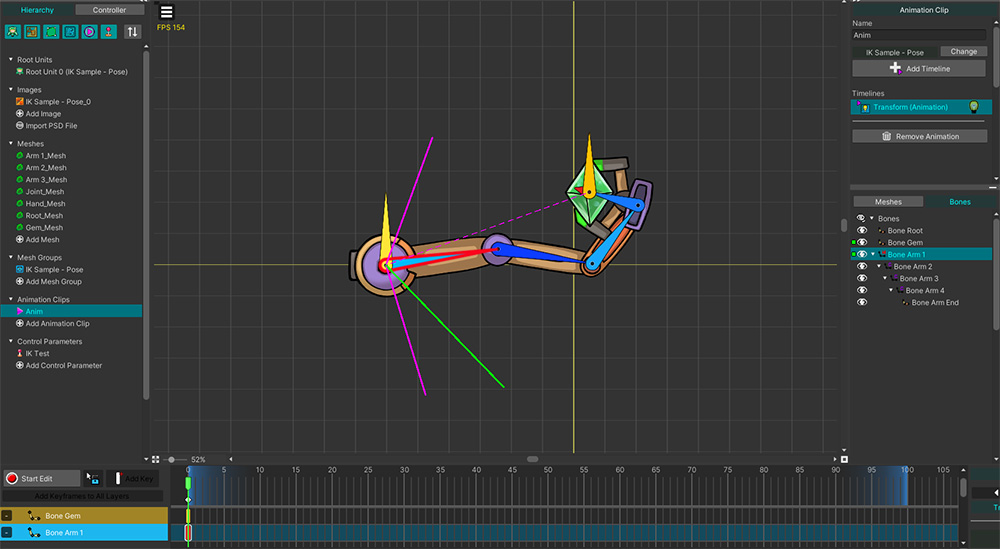 Hierarchy
Controller
Root Units
Root Unit 0 (IK Sample - Pose)
Images
IK Sample - Pose_0
Add Image
Import PSD File
Meshes
Arm 1_Mesh
Arm 2_Mesh
Arm 3_Mesh
Joint_Mesh
Hand_Mesh
Root_Mesh
Gem_Mesh
Add Mesh
Mesh Groups
IK Sample - Pose
Add Mesh Group
Animation Clips
Anim
Add Animation Clip
Control Parameters
IK Test
Add Control Parameter
FPS 154
52%
Animation Clip
Name
Anim
IK Sample - Pose
Change
Add Timeline
Timelines
Transform (Animation)
Remove Animation
Meshes
Bones
Bones
Bone Root
Bone Gem
Bone Arm 1
Bone Arm 2
Bone Arm 3
Bone Arm 4
Bone Arm End
Start Edit
Add Key
Add Keyframes to All Layers
Bone Gem
Bone Arm 1
0 5 10 15 20 25 30 35 40 45 50 55 60 65 70 75 80 85 90 95 100 105